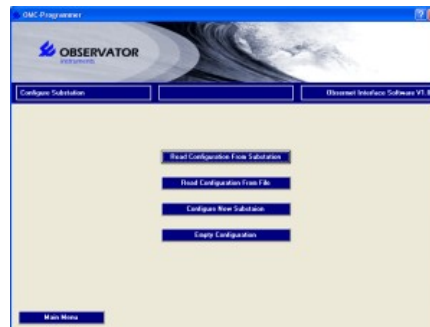 OMC-Programmer
OBSERVATOR
instruments
Configure Substation
Obsermet Interface Software V1.
Read Configuration From Substation
Read Configuration From File
Configure New Substaion
Empty Configuration
Main Menu